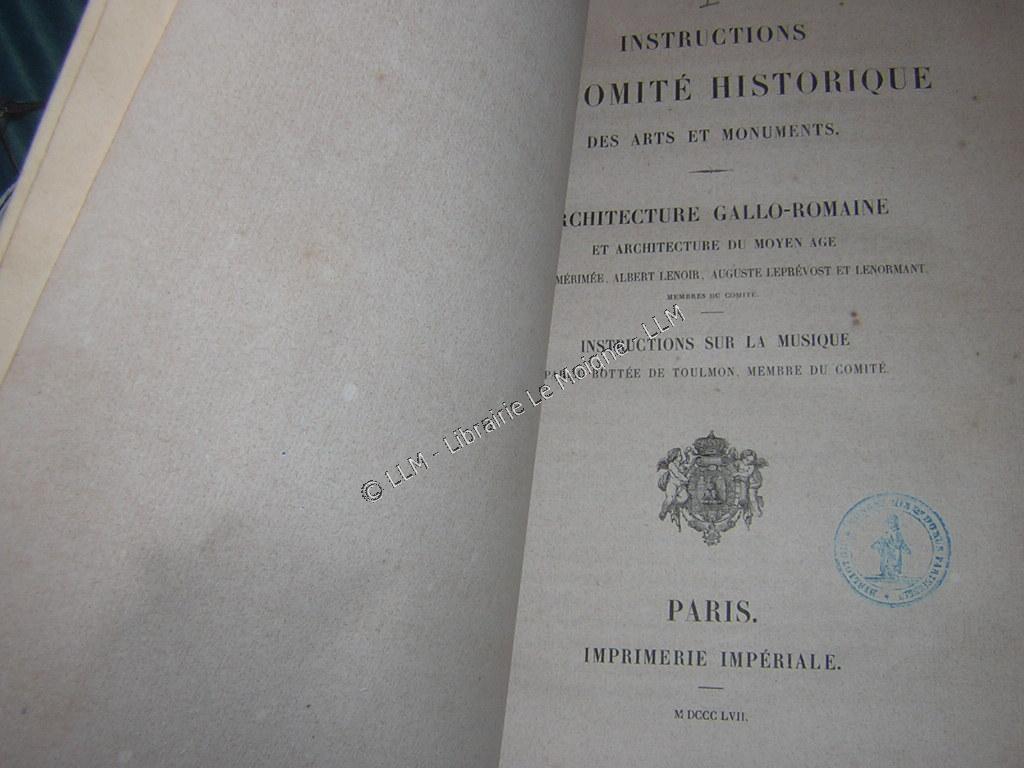 INSTRUCTIONS
OMITÉ HISTORIQUE
DES ARTS ET MONUMENTS.
RCHITECTURE GALLO-ROMAINE
ET ARCHITECTURE DU MOYEN AGE
MÉRIMÉE, ALBERT LENOIR, AUGUSTE LEPRÉVOST ET LENORMANT,
MEMBRES DU COMITÉ.
INSTRUCTIONS SUR LA MUSIQUE
BOTTÉE DE TOULMON, MEMBRE DU COMITÉ.
© LLM - Librairie Le Moigne - LLM
PARIS.
IMPRIMERIE IMPÉRIALE.
M DCCC LVII.